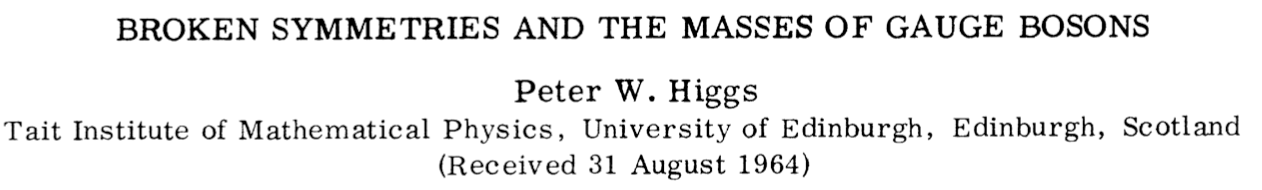 BROKEN SYMMETRIES AND THE MASSES OF GAUGE BOSONS
Peter W. Higgs
Tait Institute of Mathematical Physics, University of Edinburgh, Edinburgh, Scotland
(Received 31 August 1964)